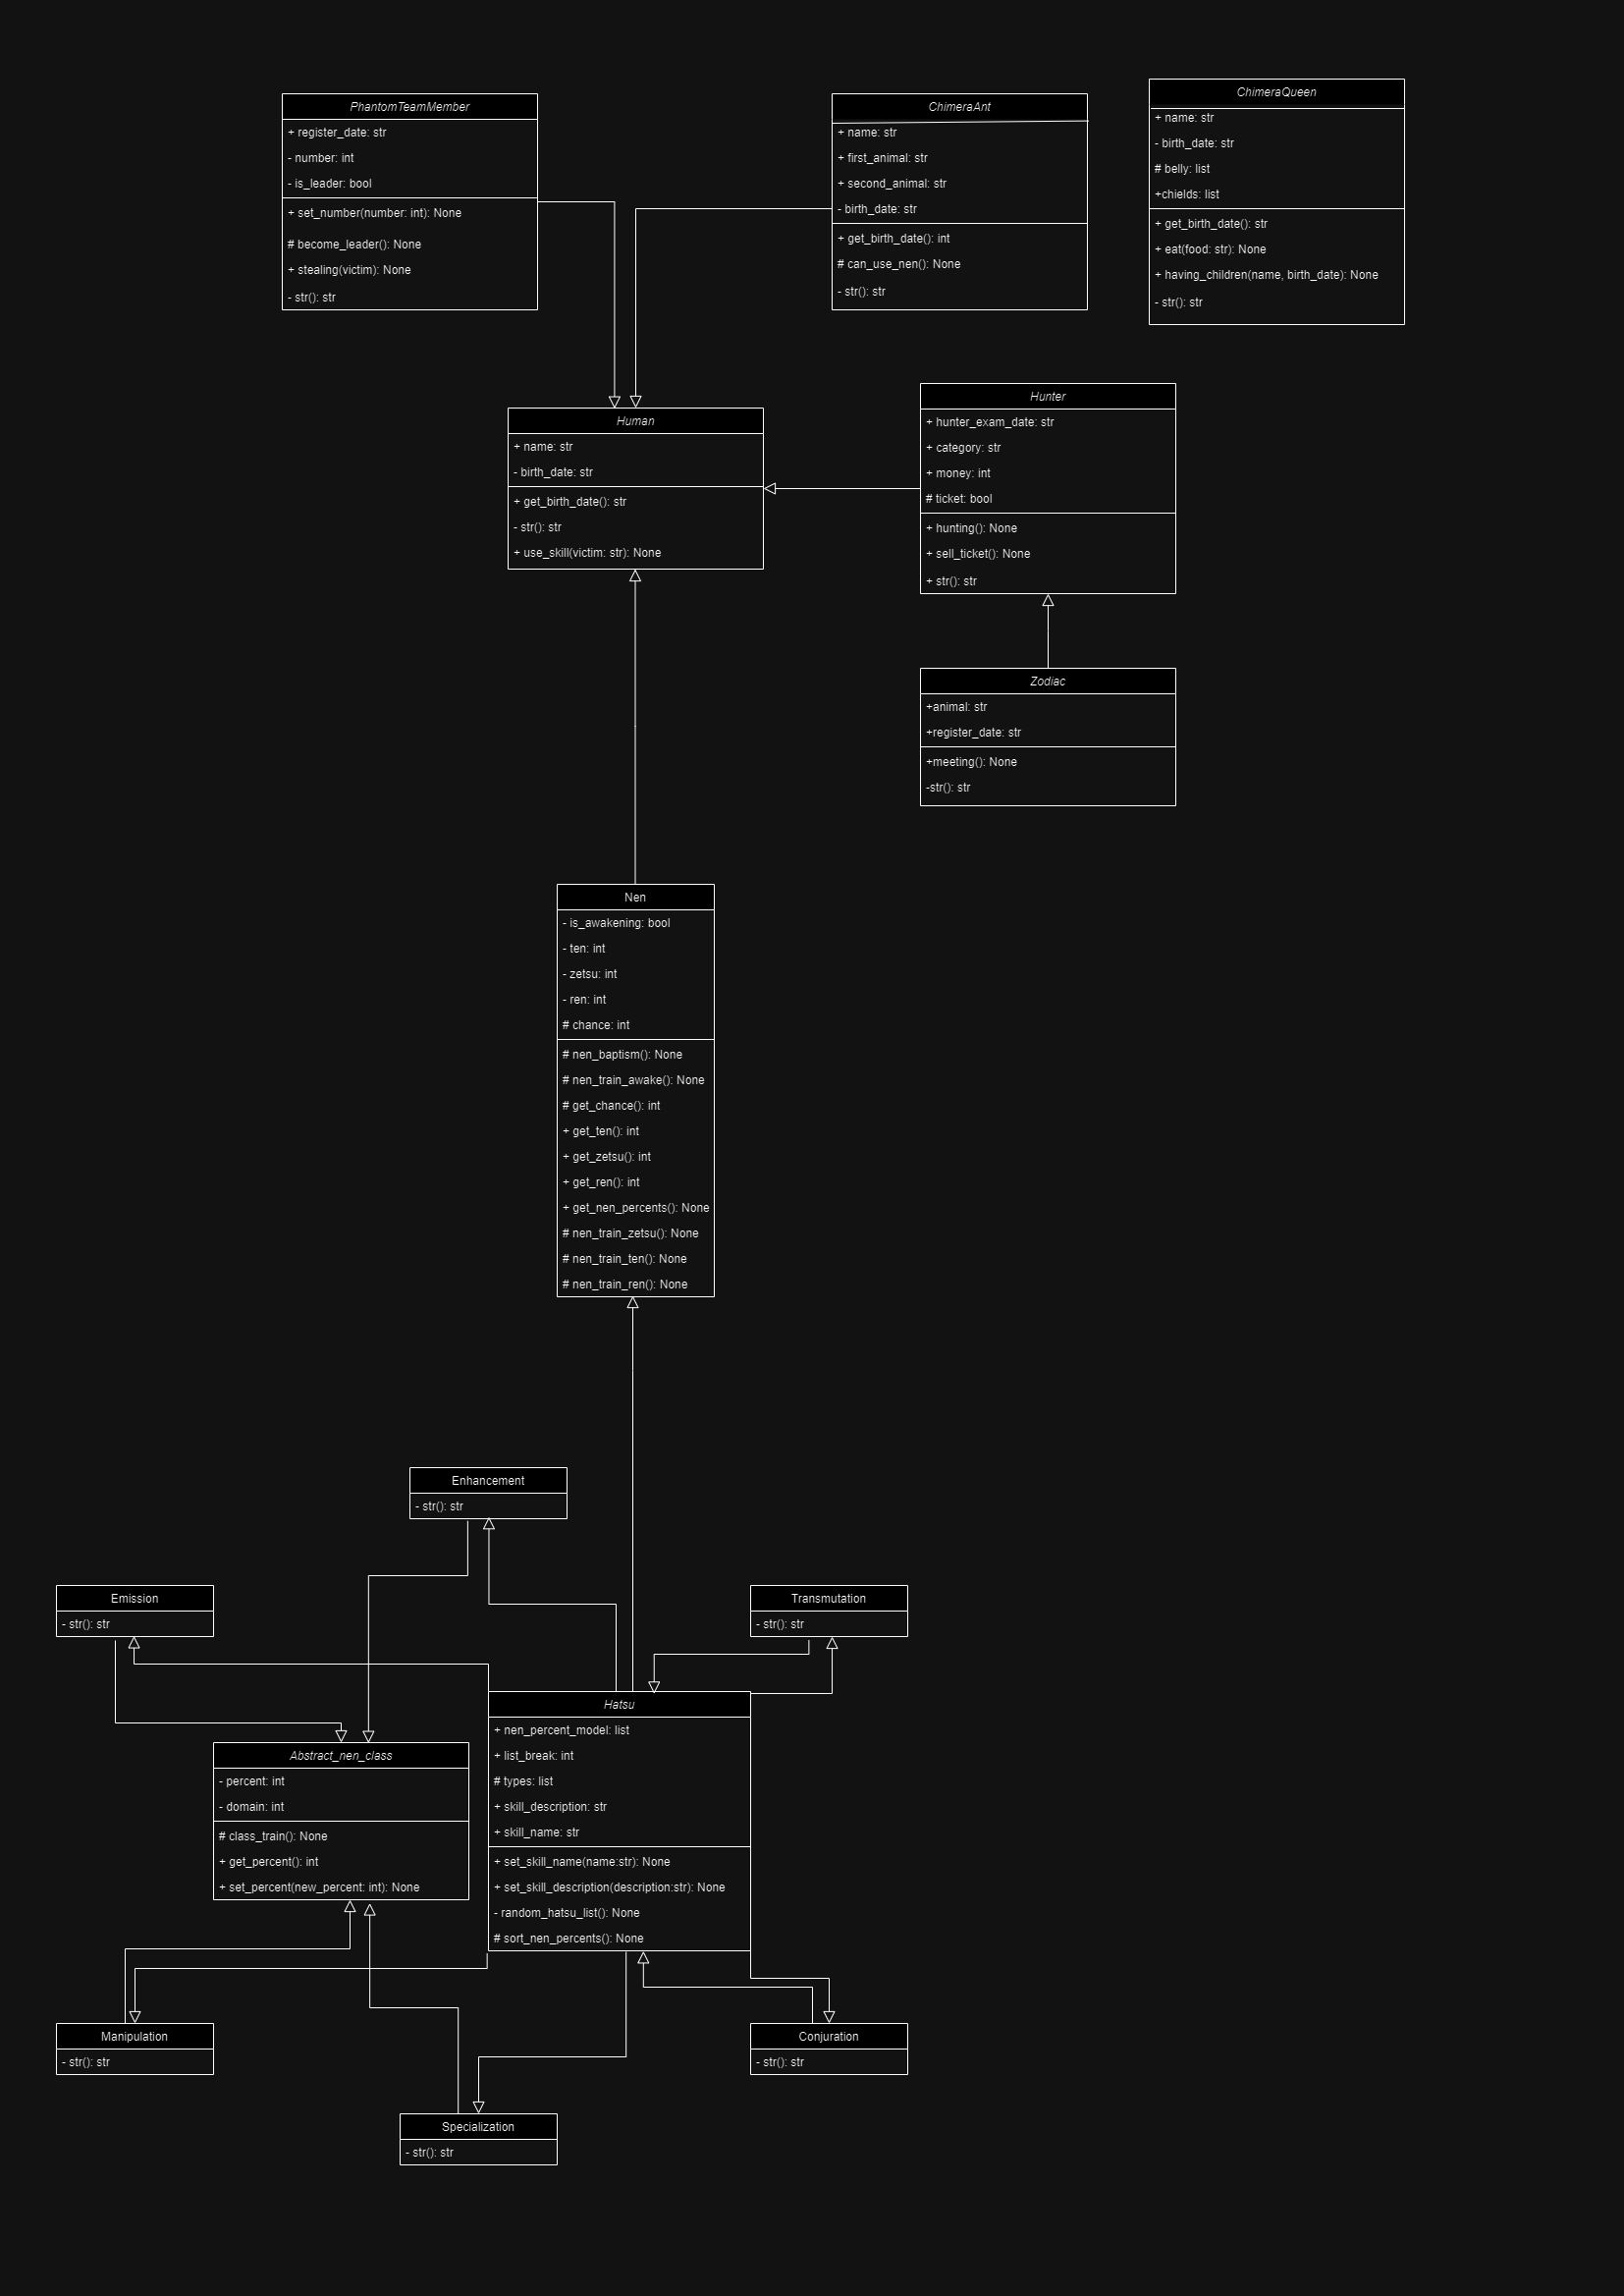 PhantomTeamMember
+ register_date: str
- number: int
- is_leader: bool
+ set_number(number: int): None
# become_leader(): None
+ stealing(victim): None
- str(): str
ChimeraAnt
+ name: str
+ first_animal: str
+ second_animal: str
- birth_date: str
+ get_birth_date(): int
# can_use_nen(): None
- str(): str
ChimeraQueen
+ name: str
- birth_date: str
# belly: list
+chields: list
+ get_birth_date(): str
+ eat(food: str): None
+ having_children(name, birth_date): None
- str(): str
Human
+ name: str
- birth_date: str
+ get_birth_date(): str
- str(): str
+ use_skill(victim: str): None
Hunter
+ hunter_exam_date: str
+ category: str
+ money: int
# ticket: bool
+ hunting(): None
+ sell_ticket(): None
+ str(): str
Zodiac
+animal: str
+register_date: str
+meeting(): None
-str(): str
Nen
- is_awakening: bool
- ten: int
- zetsu: int
- ren: int
# chance: int
# nen_baptism(): None
# nen_train_awake(): None
# get_chance(): int
+ get_ten(): int
+ get_zetsu(): int
+ get_ren(): int
+ get_nen_percents(): None
# nen_train_zetsu(): None
# nen_train_ten(): None
# nen_train_ren(): None
Enhancement
- str(): str
Emission
- str(): str
Transmutation
- str(): str
Hatsu
+ nen_percent_model: list
+ list_break: int
# types: list
+ skill_description: str
+ skill_name: str
+ set_skill_name(name:str): None
+ set_skill_description(description:str): None
- random_hatsu_list(): None
# sort_nen_percents(): None
Abstract_nen_class
- percent: int
- domain: int
# class_train(): None
+ get_percent(): int
+ set_percent(new_percent: int): None
Manipulation
- str(): str
Conjuration
- str(): str
Specialization
- str(): str